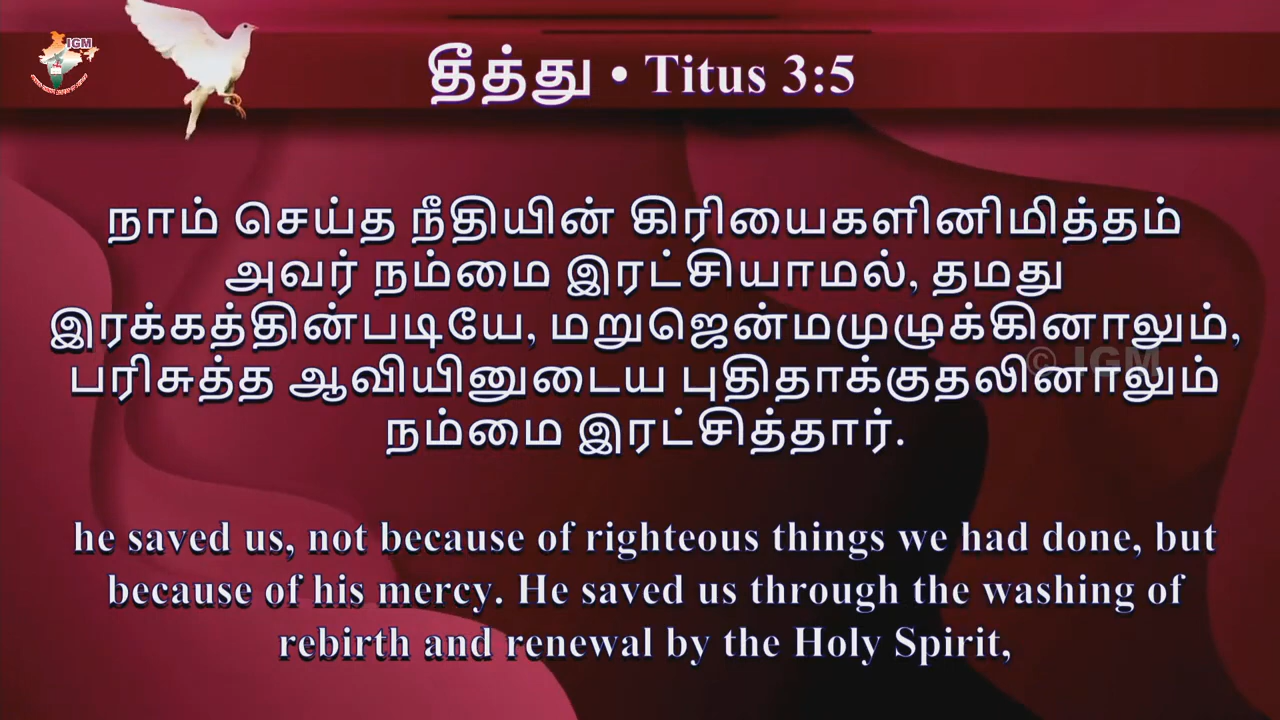 IGM
தீத்து • Titus 3:5
நாம் செய்த நீதியின் கிரியைகளினிமித்தம்
அவர் நம்மை இரட்சியாமல், தமது
இரக்கத்தின்படியே, மறுஜென்மமுழுக்கினாலும்,
© IGM
பரிசுத்த ஆவியினுடைய புதிதாக்குதலினாலும்
நம்மை இரட்சித்தார்.
he saved us, not because of righteous things we had done, but
because of his mercy. He saved us through the washing of
rebirth and renewal by the Holy Spirit,